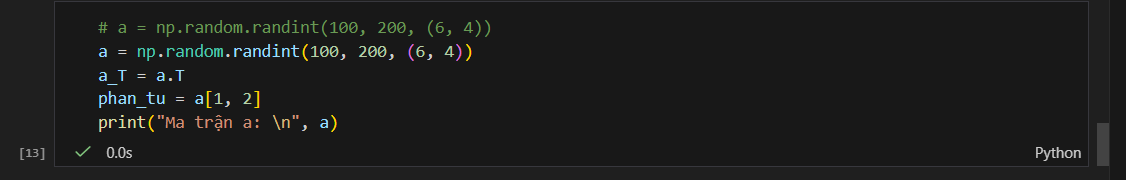 # a = np.random.randint(100, 200, (6, 4))
a = np.random.randint(100, 200, (6, 4))
a_T = a.T
phan_tu = a[1, 2]
print("Ma trận a: \n", a)
[13] 0.0s Python